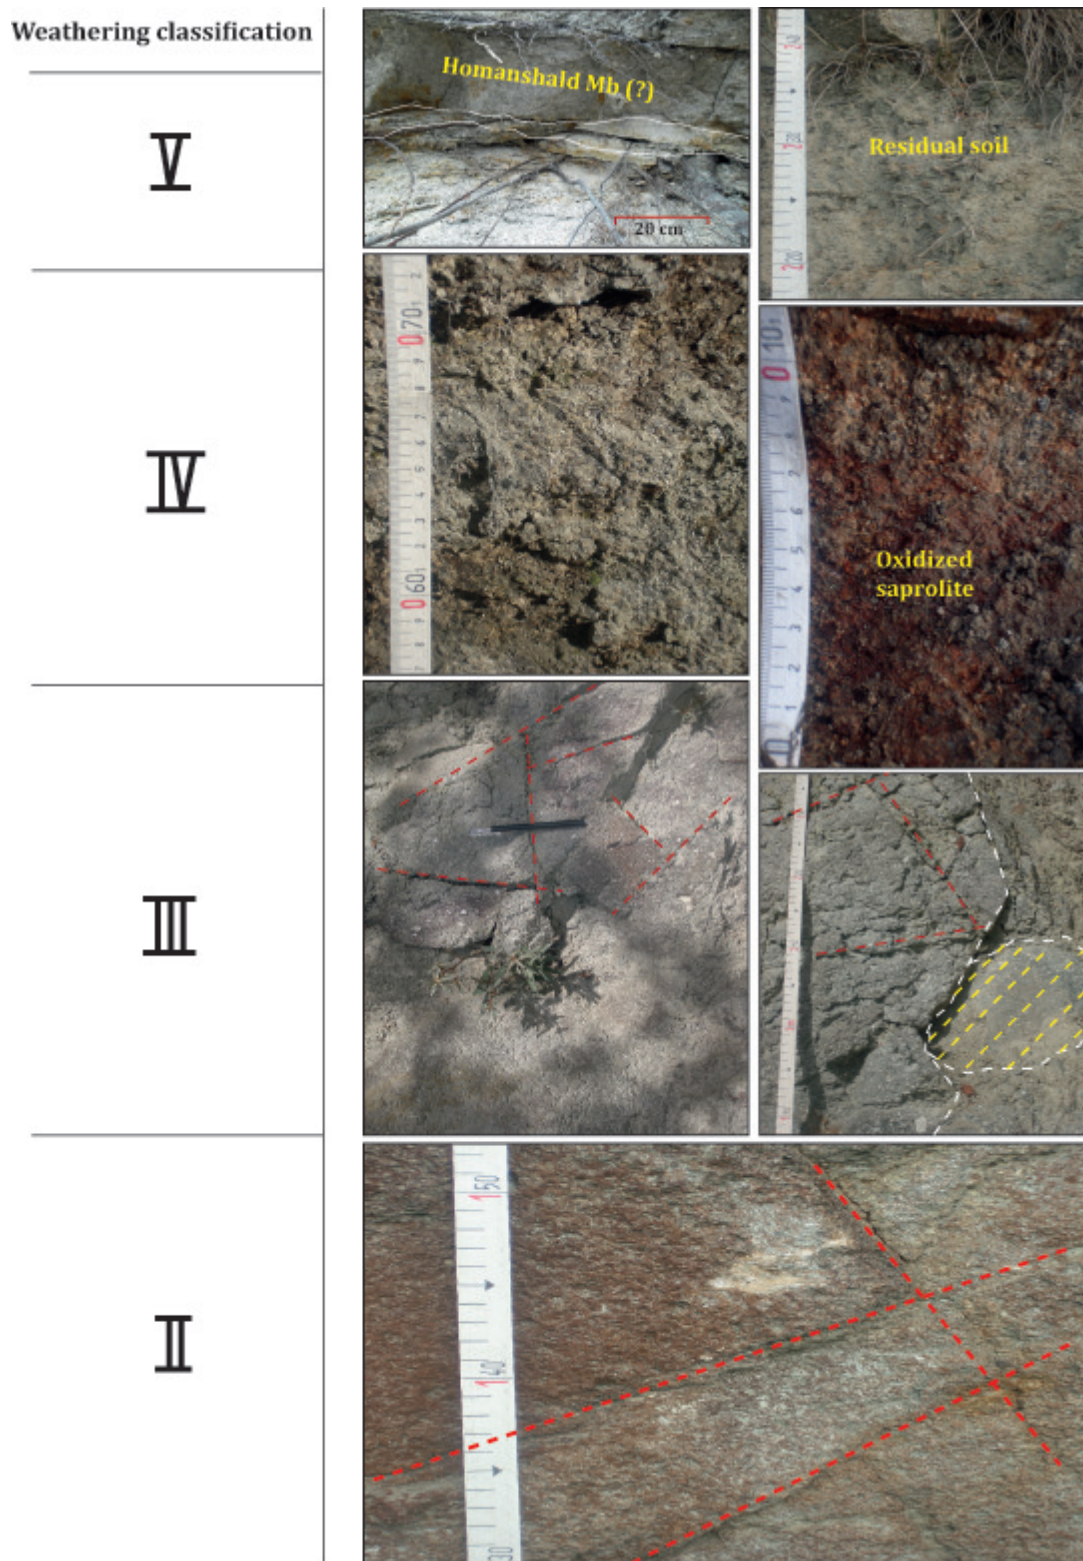 Weathering classification
V
Homanshald Mb (?)
20 cm
Residual soil
IV
Oxidized
saprolite
III
II